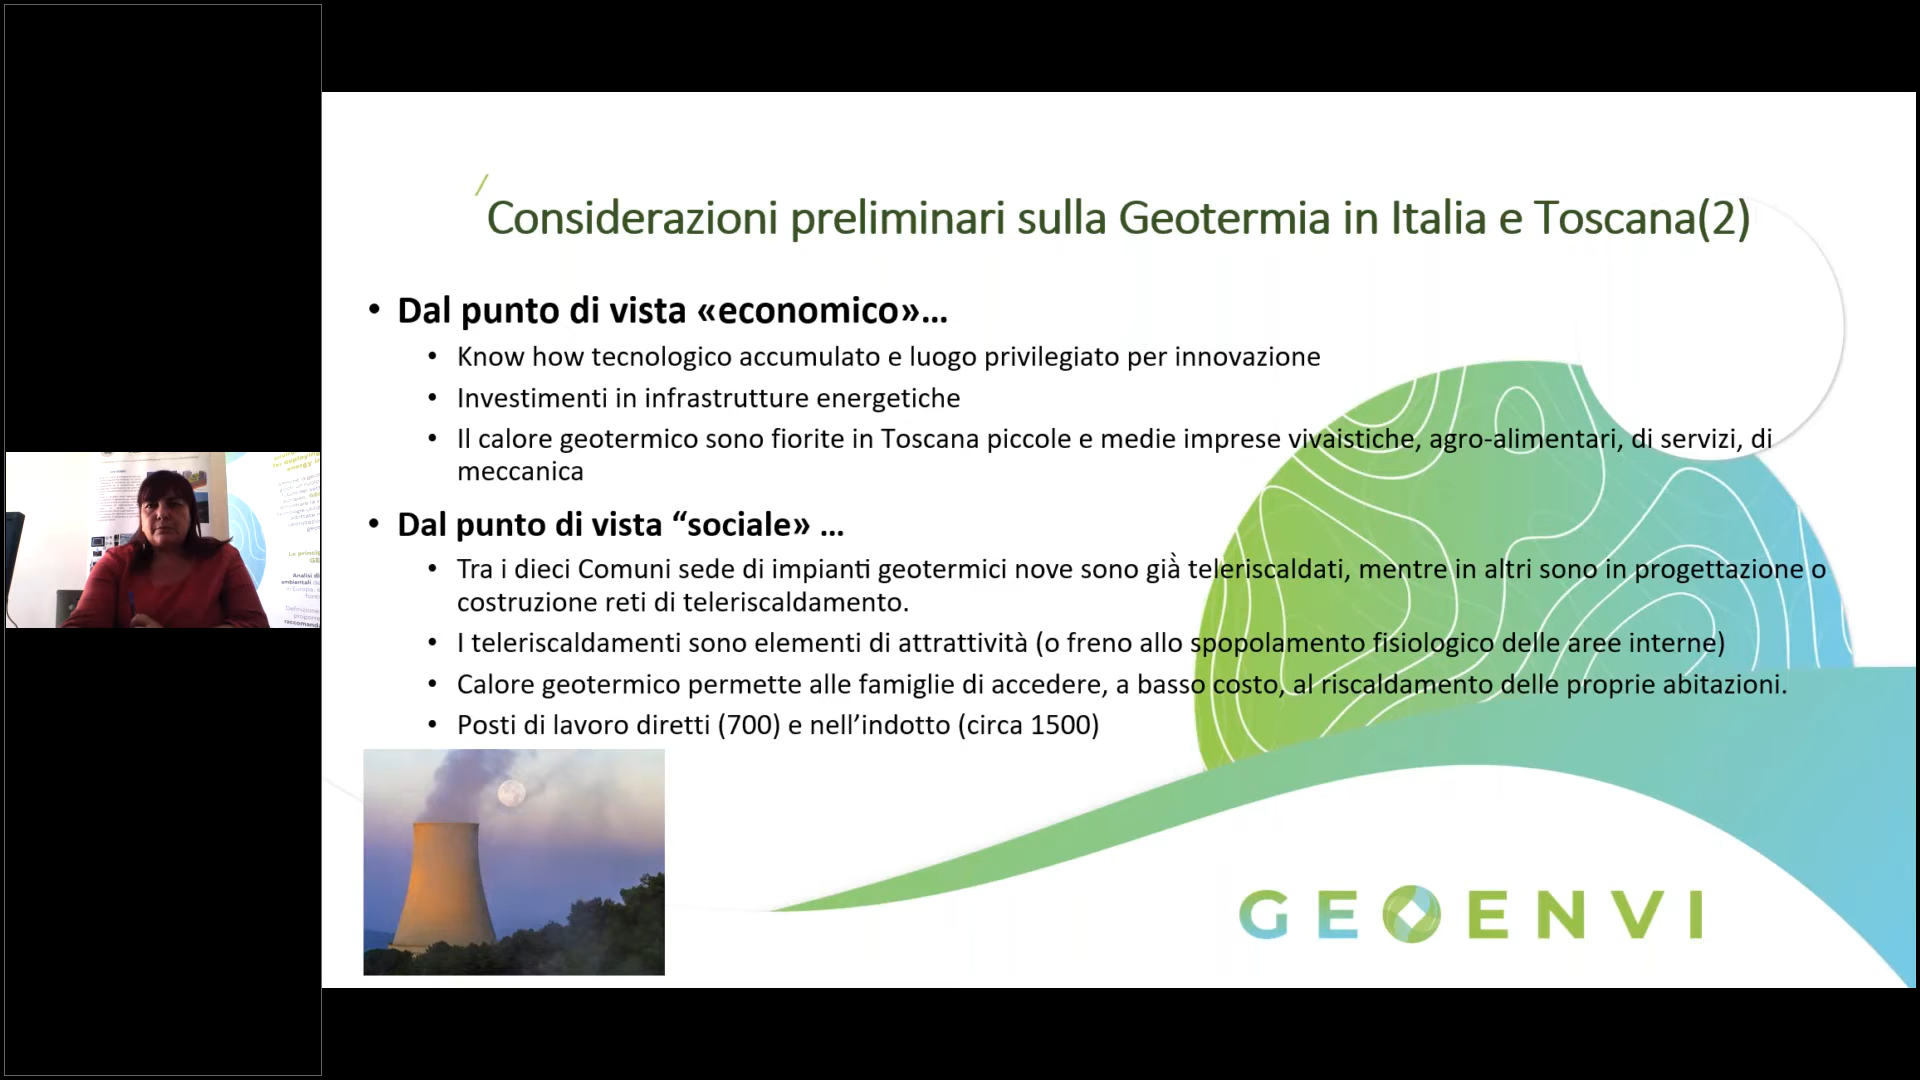 Considerazioni preliminari sulla Geotermia in Italia e Toscana(2)
• Dal punto di vista «economico»...
• Know how tecnologico accumulato e luogo privilegiato per innovazione
• Investimenti in infrastrutture energetiche
• Il calore geotermico sono fiorite in Toscana piccole e medie imprese vivaistiche, agro-alimentari, di servizi, di
meccanica
• Dal punto di vista “sociale» ...
• Tra i dieci Comuni sede di impianti geotermici nove sono già̀ teleriscaldati, mentre in altri sono in progettazione o
costruzione reti di teleriscaldamento.
• I teleriscaldamenti sono elementi di attrattività (o freno allo spopolamento fisiologico delle aree interne)
• Calore geotermico permette alle famiglie di accedere, a basso costo, al riscaldamento delle proprie abitazioni.
• Posti di lavoro diretti (700) e nell’indotto (circa 1500)
GEOENVI